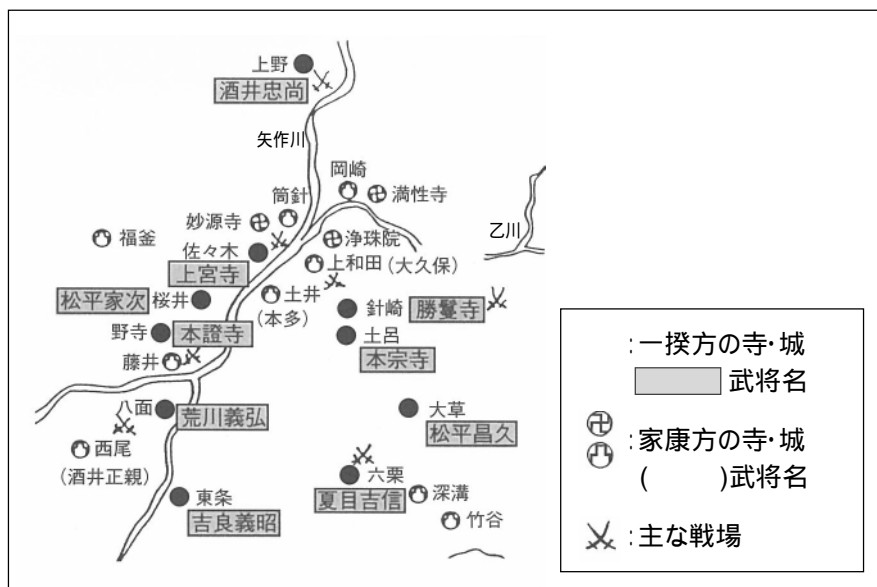 上野
酒井忠尚
矢作川
岡崎
満性寺
筒針
妙源寺
乙川
福釜
佐々木
浄珠院
上宮寺
上和田(大久保)
土井
(本多)
松平家次 桜井
針崎 勝鬘寺
野寺 本證寺
土呂
本宗寺
藤井
八面 荒川義弘
大草
松平昌久
西尾
(酒井正親)
六栗
夏目吉信
深溝
東条
吉良義昭
竹谷
:一揆方の寺・城
武将名
:家康方の寺・城
( )武将名
:主な戦場